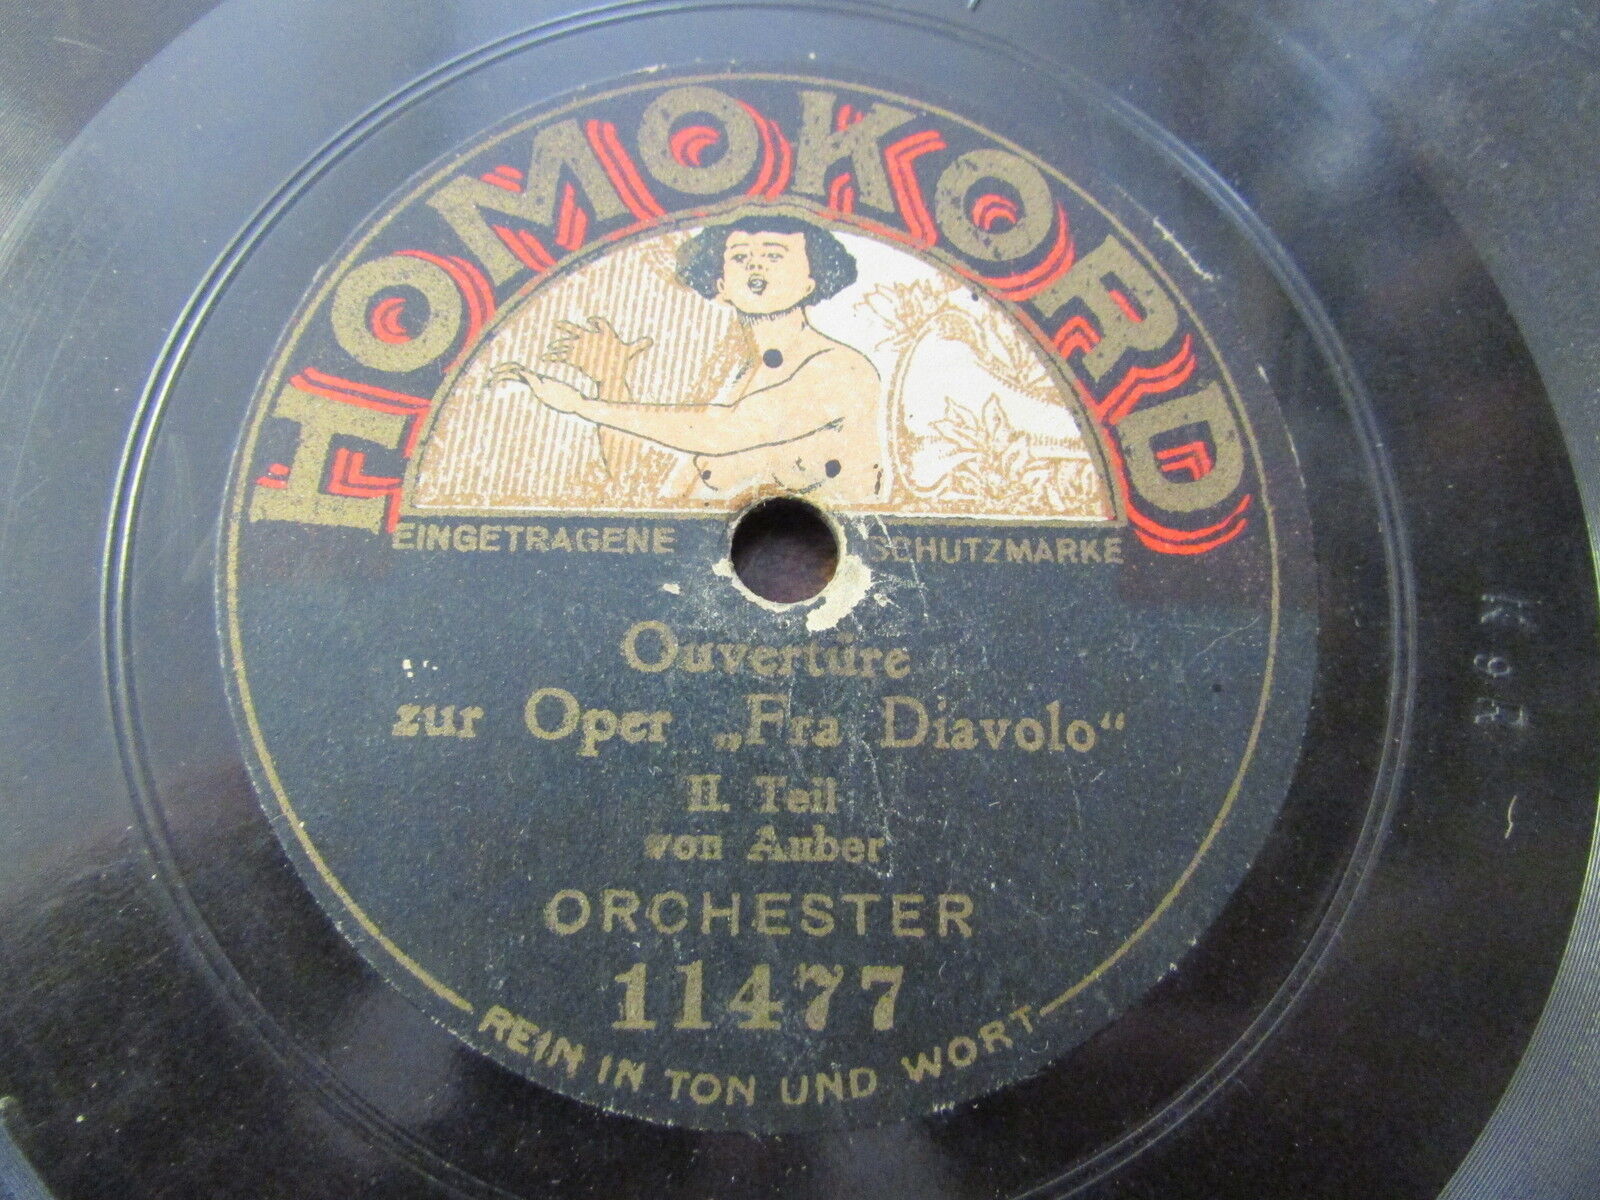 HOMOKORD
EINGETRAGENE SCHUTZMARKE
Ouvertüre
zur Oper „Fra Diavolo“
II. Teil
von Auber
ORCHESTER
11477
REIN IN TON UND WORT